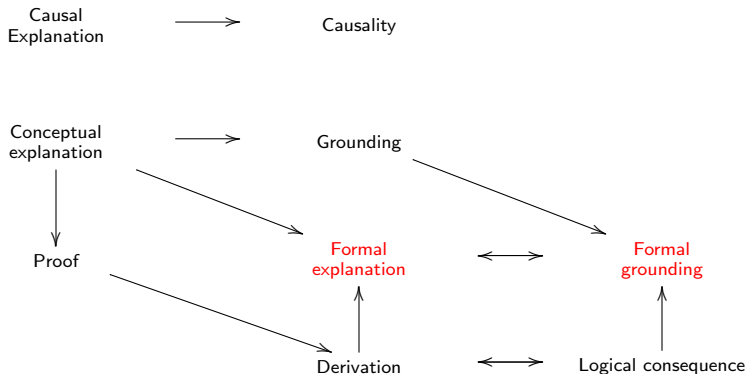 Causal
Explanation
Causality
Conceptual
explanation
Grounding
Proof
Formal
explanation
Formal
grounding
Derivation
Logical consequence